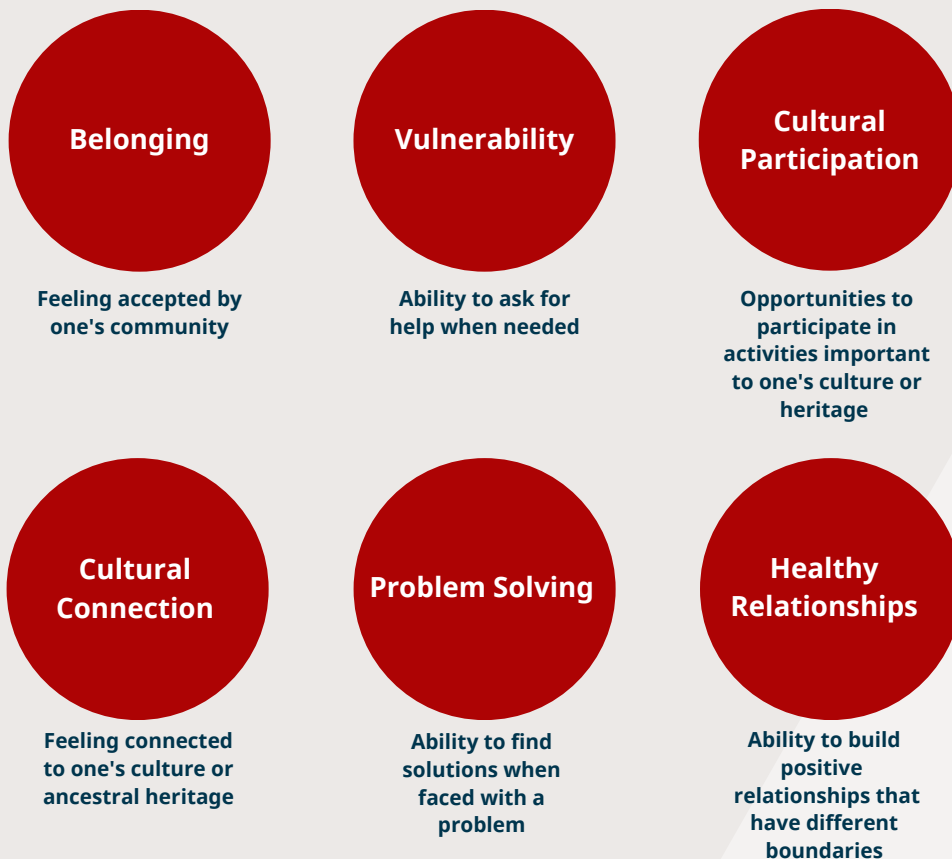 Belonging
Feeling accepted by
one's community
Vulnerability
Ability to ask for
help when needed
Cultural
Participation
Opportunities to
participate in
activities important
to one's culture or
heritage
Cultural
Connection
Feeling connected
to one's culture or
ancestral heritage
Problem Solving
Ability to find
solutions when
faced with a
problem
Healthy
Relationships
Ability to build
positive
relationships that
have different
boundaries